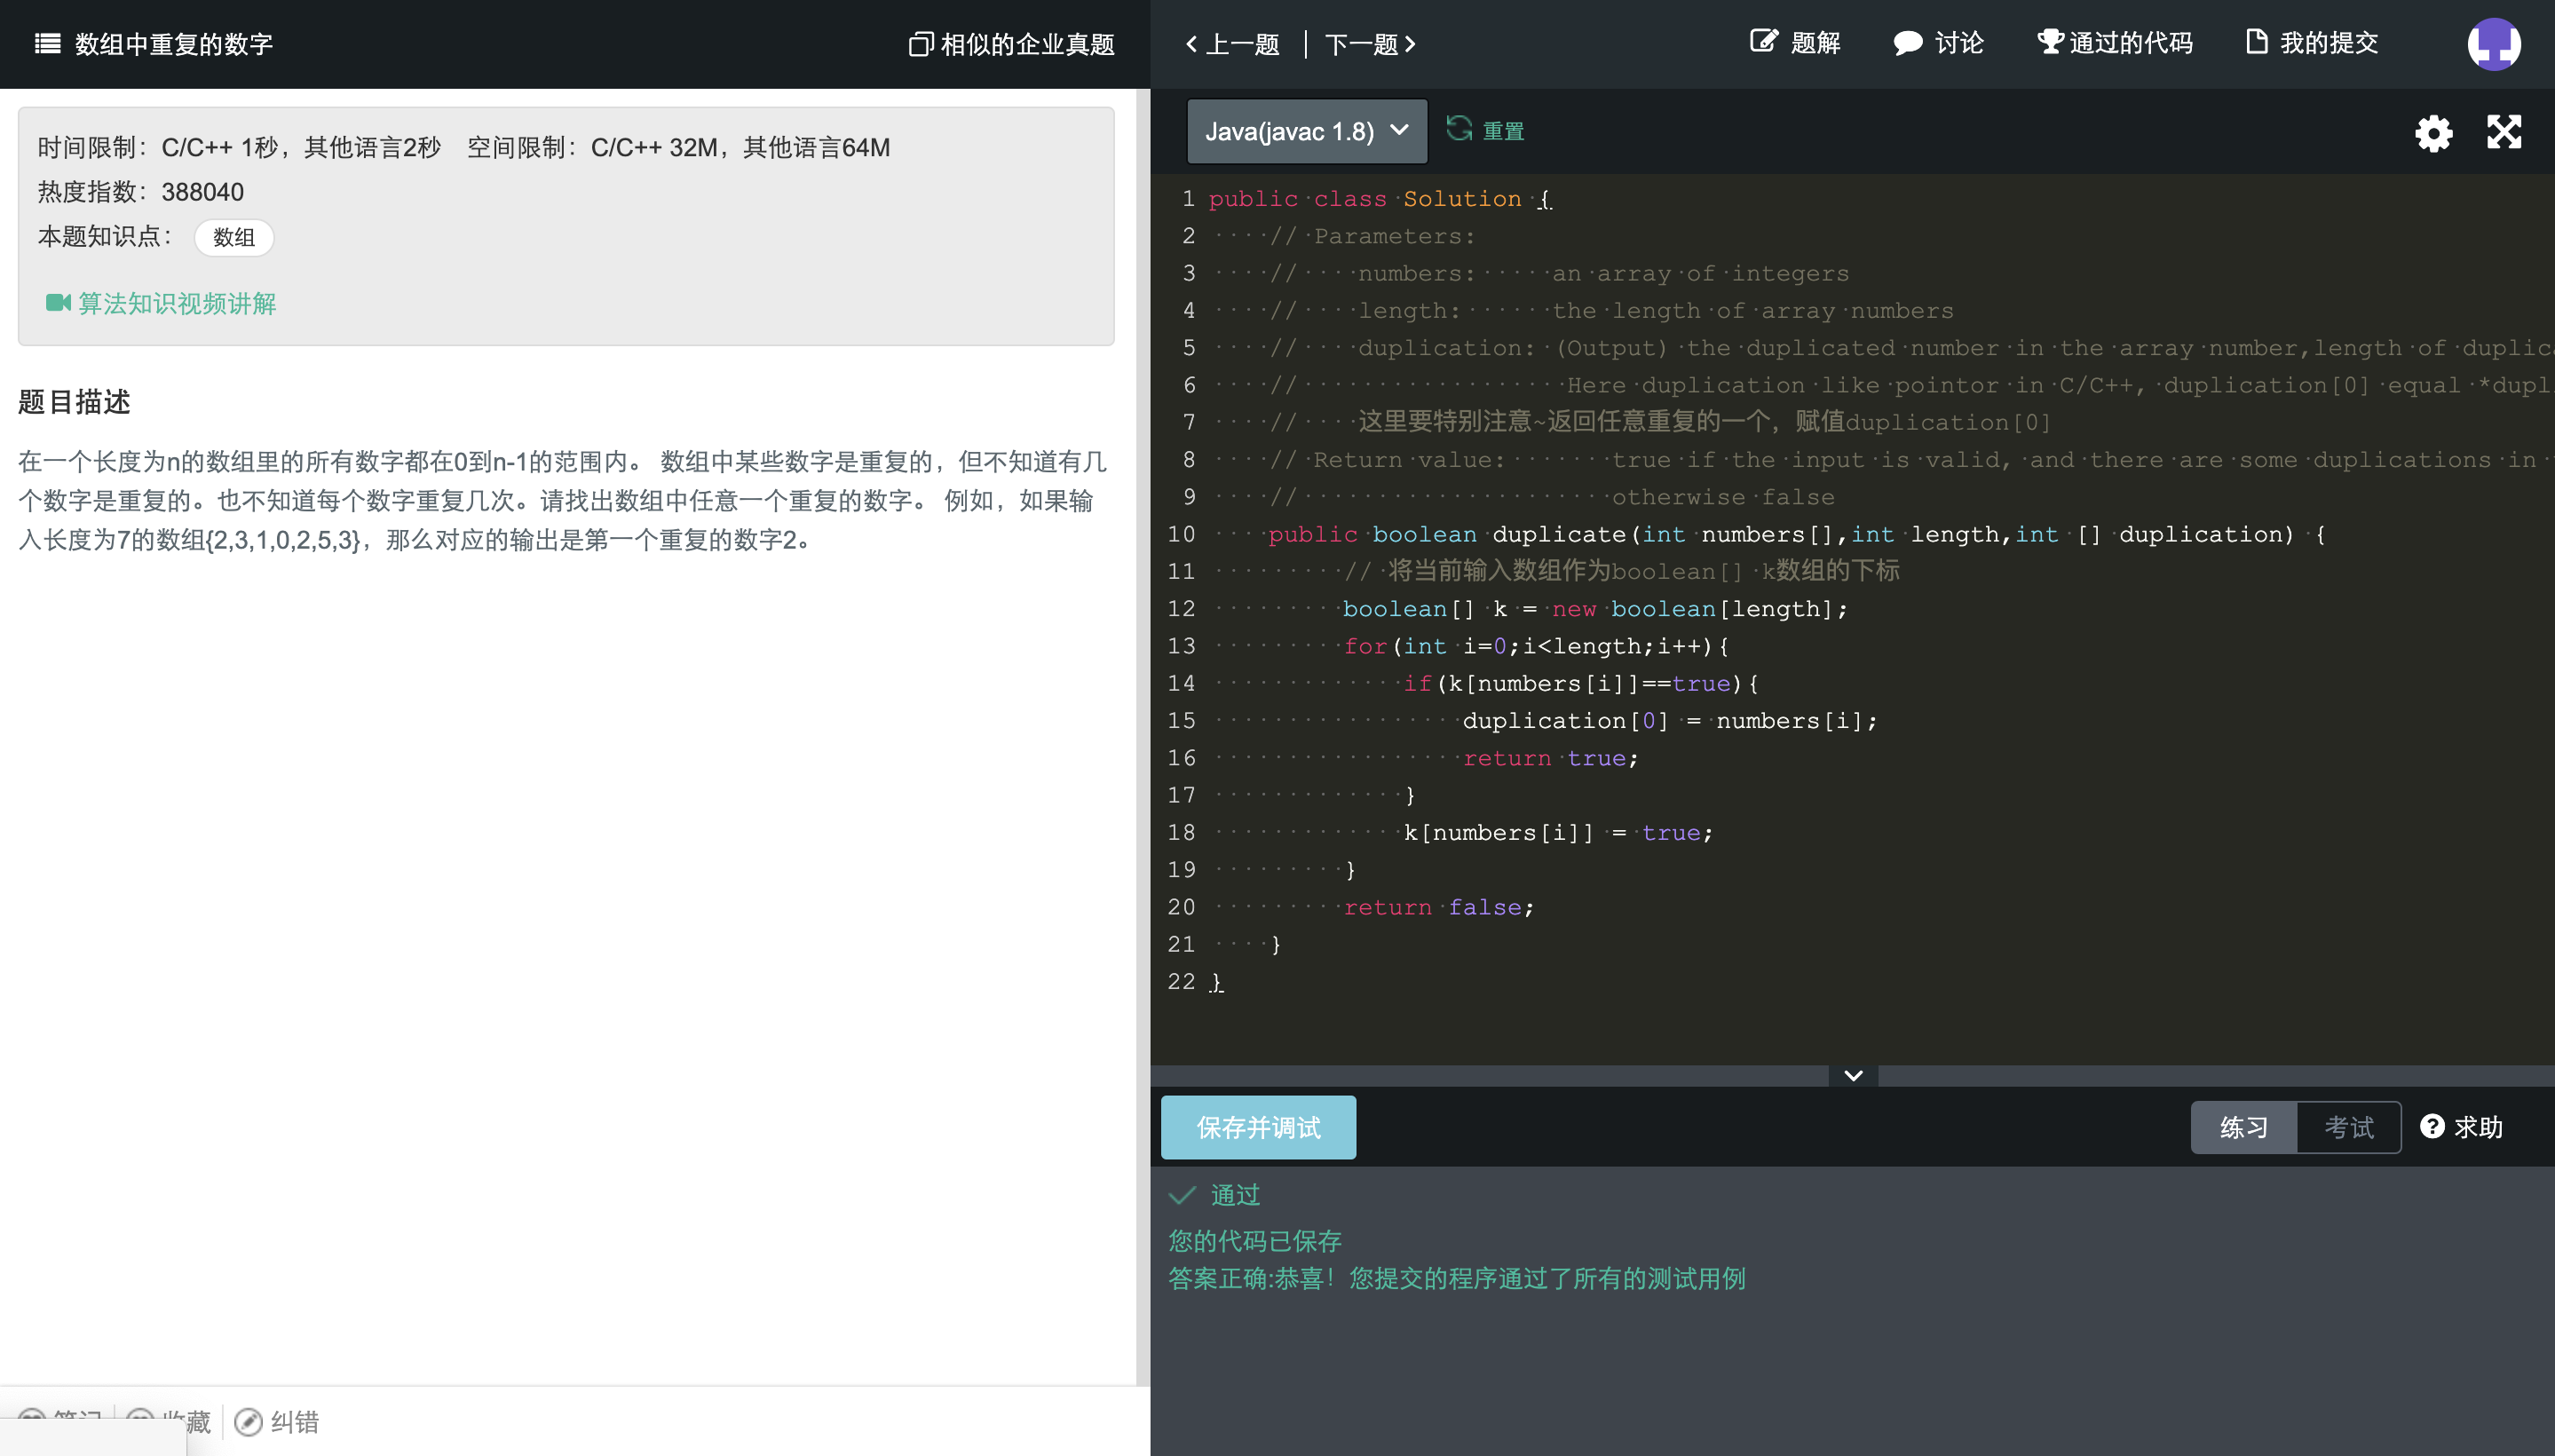 数组中重复的数字
相似的企业真题
上一题 | 下一题
题解
讨论
通过的代码
我的提交
时间限制：C/C++ 1秒，其他语言2秒 空间限制：C/C++ 32M，其他语言64M
热度指数：388040
本题知识点： 数组
算法知识视频讲解
题目描述
在一个长度为n的数组里的所有数字都在0到n-1的范围内。 数组中某些数字是重复的，但不知道有几
个数字是重复的。也不知道每个数字重复几次。请找出数组中任意一个重复的数字。 例如，如果输
入长度为7的数组{2,3,1,0,2,5,3}，那么对应的输出是第一个重复的数字2。
纠错
Java(javac 1.8)
重置
1 public class Solution {
2     // Parameters:
3     //    numbers:     an array of integers
4     //    length:      the length of array numbers
5     //    duplication: (Output) the duplicated number in the array number,length of duplic
6     //                  Here duplication like pointor in C/C++, duplication[0] equal *dupl
7     //    这里要特别注意~返回任意重复的一个，赋值duplication[0]
8     // Return value:       true if the input is valid, and there are some duplications in
9     //                     otherwise false
10     public boolean duplicate(int numbers[],int length,int [] duplication) {
11         // 将当前输入数组作为boolean[] k数组的下标
12         boolean[] k = new boolean[length];
13         for(int i=0;i<length;i++){
14             if(k[numbers[i]]==true){
15                 duplication[0] = numbers[i];
16                 return true;
17             }
18             k[numbers[i]] = true;
19         }
20         return false;
21     }
22 }
保存并调试
练习
考试
求助
通过
您的代码已保存
答案正确:恭喜！您提交的程序通过了所有的测试用例